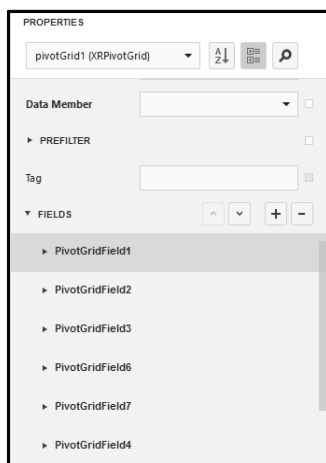 PROPERTIES
pivotGrid1 (XRPivotGrid)
A
Z
Data Member
PREFILTER
Tag
FIELDS
PivotGridField1
PivotGridField2
PivotGridField3
PivotGridField6
PivotGridField7
PivotGridField4